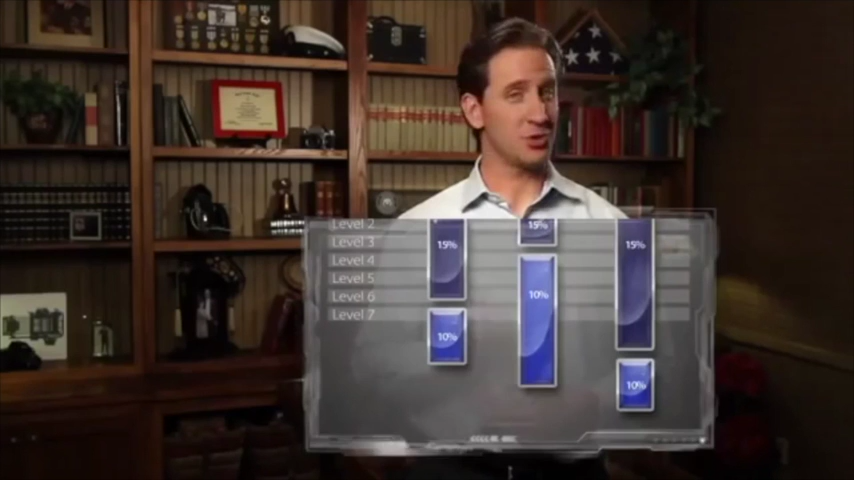 Level 2
15%
Level 3
15%
15%
Level 4
Level 5
10%
Level 6
Level 7
10%
10%